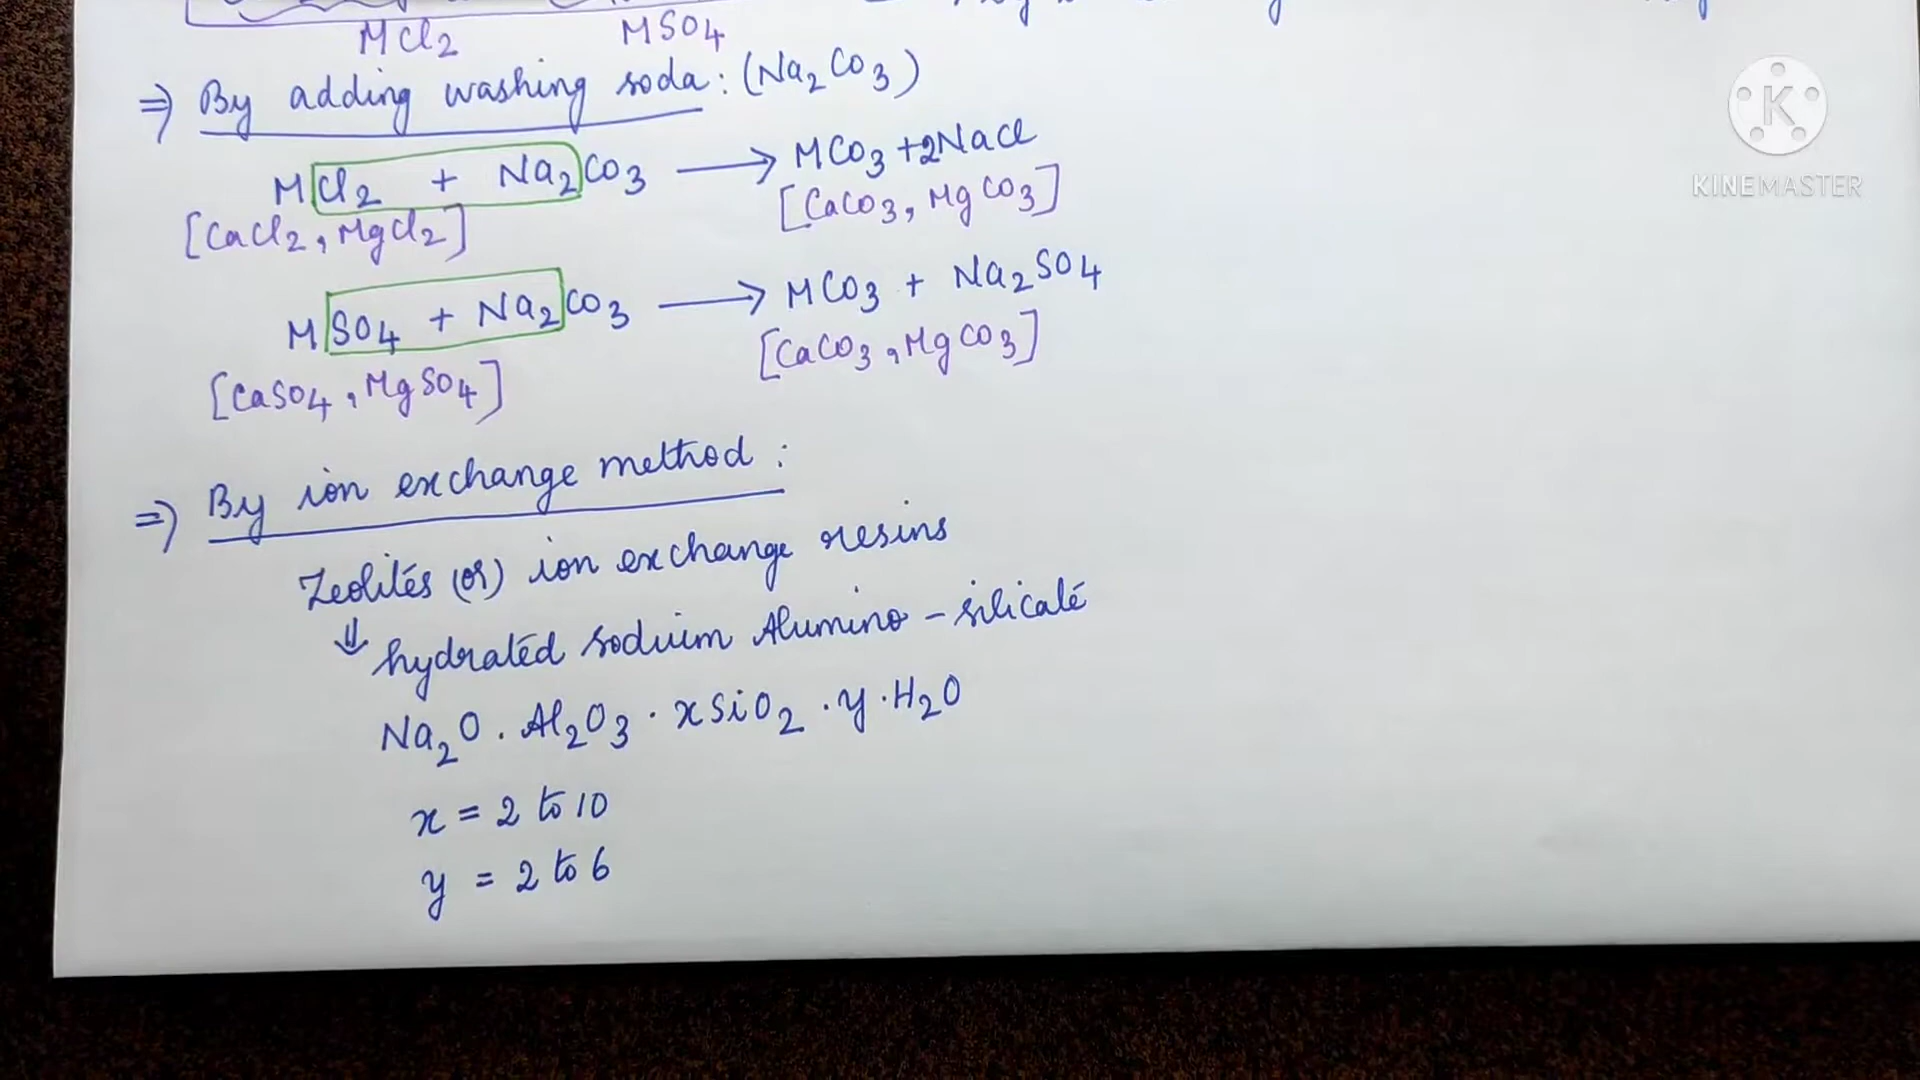 MCl2 MSO4
⇒ By adding washing soda : (Na2CO3)
MCl2 + Na2CO3 ⟶ MCO3 + 2NaCl
[CaCl2, MgCl2] [CaCO3, MgCO3]
MSO4 + Na2CO3 ⟶ MCO3 + Na2SO4
[CaSO4, MgSO4] [CaCO3, MgCO3]
⇒ By ion exchange method :
Zeolites (or) ion exchange resins
⇓ hydrated sodium Alumino - silicate
Na2O . Al2O3 . xSiO2 . y . H2O
x = 2 to 10
y = 2 to 6
K
KINEMASTER